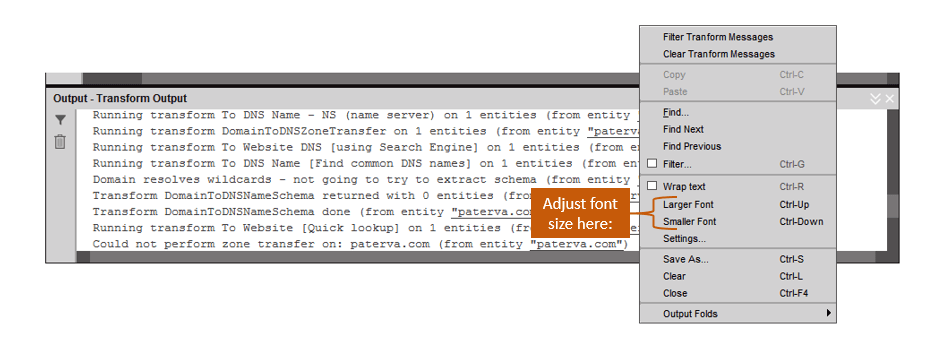 Output - Transform Output
Running transform To DNS Name - NS (name server) on 1 entities (from entity
Running transform DomainToDNSZoneTransfer on 1 entities (from entity "paterva
Running transform To Website DNS [using Search Engine] on 1 entities (from e
Running transform To DNS Name [Find common DNS names] on 1 entities (from en
Domain resolves wildcards - not going to try to extract schema (from entity
Transform DomainToDNSNameSchema returned with 0 entities (fro
Transform DomainToDNSNameSchema done (from entity "paterva.co
Running transform To Website [Quick lookup] on 1 entities (fr
Could not perform zone transfer on: paterva.com (from entity "paterva.com")
Adjust font
size here:
Filter Tranform Messages
Clear Tranform Messages
Copy Ctrl-C
Paste Ctrl-V
Find...
Find Next
Find Previous
Filter... Ctrl-G
Wrap text Ctrl-R
Larger Font Ctrl-Up
Smaller Font Ctrl-Down
Settings...
Save As... Ctrl-S
Clear Ctrl-L
Close Ctrl-F4
Output Folds